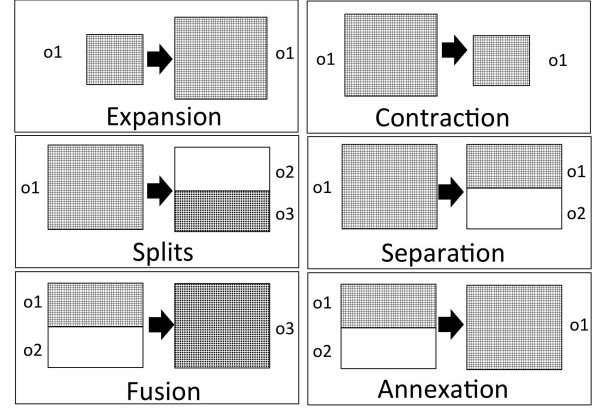 o1
o1
Expansion
o1
o1
Contraction
o1
o2
o3
Splits
o1
o1
o2
Separation
o1
o2
o3
Fusion
o1
o2
o1
Annexation